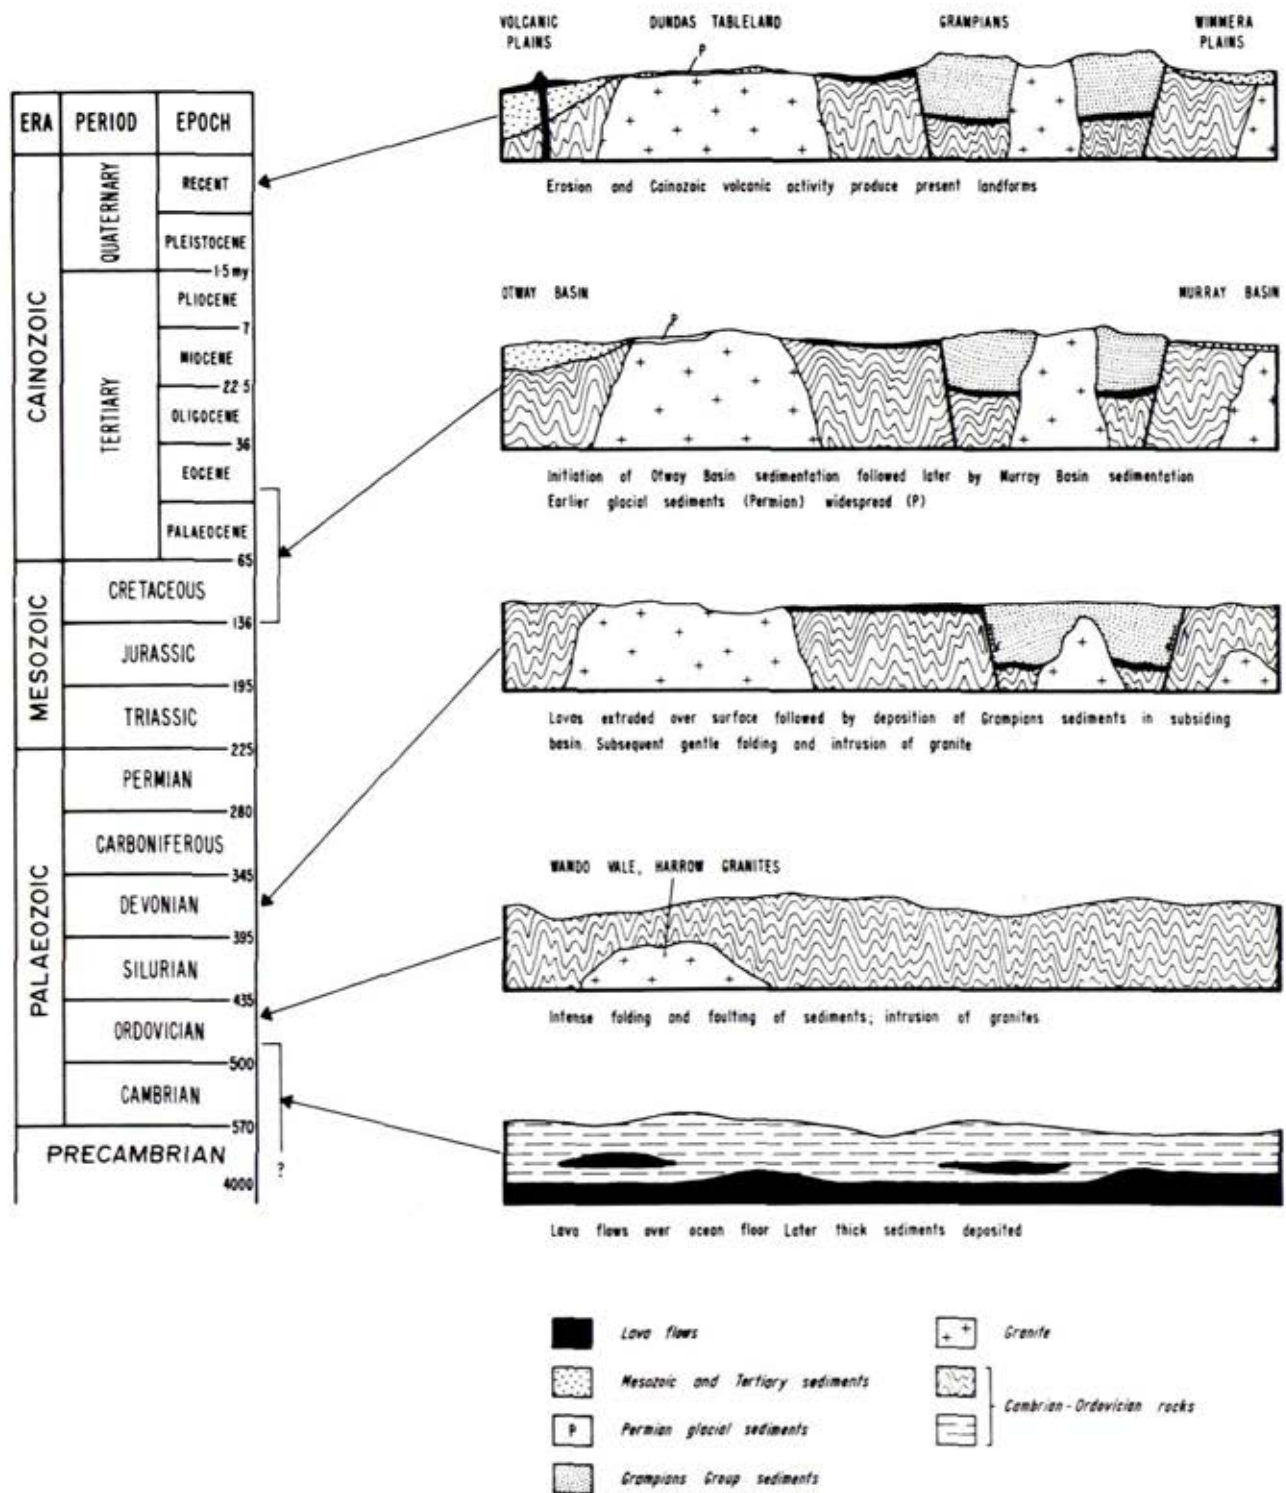 VOLCANIC PLAINS
DUNDAS TABLELAND
GRAMPIANS
WIMMERA PLAINS
P
ERA
PERIOD
EPOCH
Erosion and Cainozoic volcanic activity produce present landforms
CAINOZOIC
QUATERNARY
RECENT
PLEISTOCENE
1·5 my
TERTIARY
PLIOCENE
7
MIOCENE
22·5
OLIGOCENE
36
EOCENE
PALAEOCENE
65
OTWAY BASIN
MURRAY BASIN
P
Initiation of Otway Basin sedimentation followed later by Murray Basin sedimentation
Earlier glacial sediments (Permian) widespread (P)
MESOZOIC
CRETACEOUS
136
JURASSIC
195
TRIASSIC
225
Lavas extruded over surface followed by deposition of Grampians sediments in subsiding
basin. Subsequent gentle folding and intrusion of granite
PALAEOZOIC
PERMIAN
280
CARBONIFEROUS
345
DEVONIAN
395
SILURIAN
435
ORDOVICIAN
500
CAMBRIAN
570
PRECAMBRIAN
?
4000
WANDO VALE, HARROW GRANITES
Intense folding and faulting of sediments; intrusion of granites
Lava flows over ocean floor Later thick sediments deposited
Lava flows
Mesozoic and Tertiary sediments
P
Permian glacial sediments
Grampians Group sediments
Granite
Cambrian-Ordovician rocks